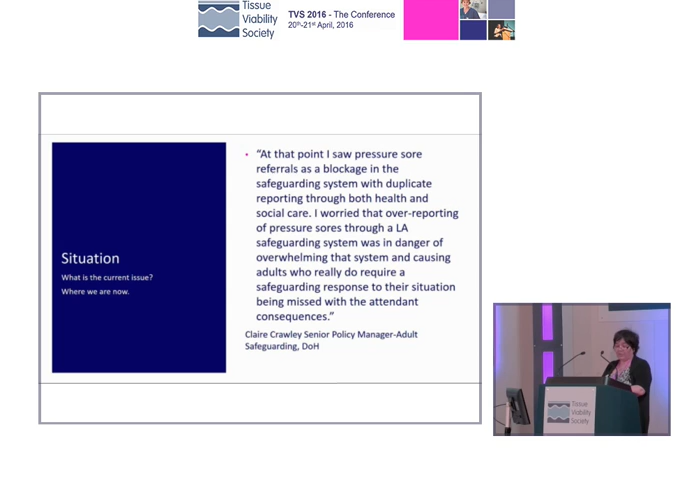 Tissue
Viability
Society
TVS 2016 - The Conference
20th-21st April, 2016
Situation
What is the current issue?
Where we are now.
• “At that point I saw pressure sore
referrals as a blockage in the
safeguarding system with duplicate
reporting through both health and
social care. I worried that over-reporting
of pressure sores through a LA
safeguarding system was in danger of
overwhelming that system and causing
adults who really do require a
safeguarding response to their situation
being missed with the attendant
consequences.”
Claire Crawley Senior Policy Manager-Adult
Safeguarding, DoH
Tissue
Viability
Society